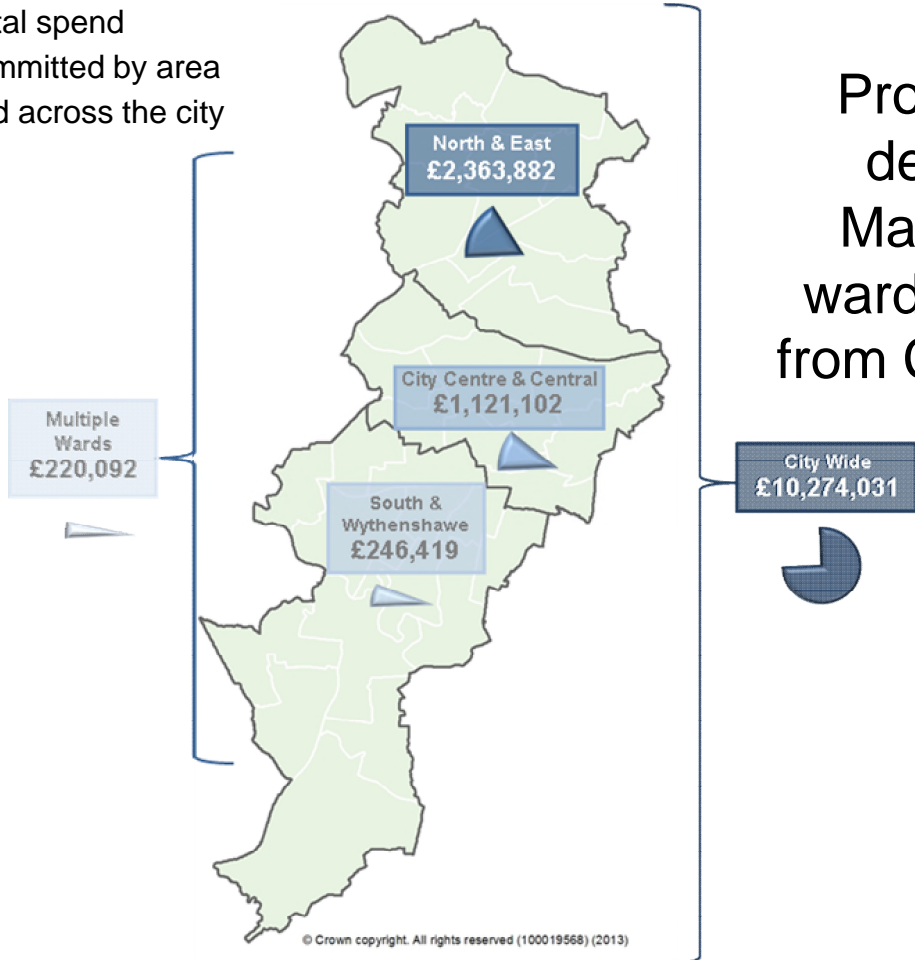 tal spend
mmitted by area
d across the city
Pro
de
Ma
ward
from
North & East
£2,363,882
City Centre & Central
£1,121,102
Multiple
Wards
£220,092
City Wide
£10,274,031
South &
Wythenshawe
£246,419
© Crown copyright. All rights reserved (100019568) (2013)